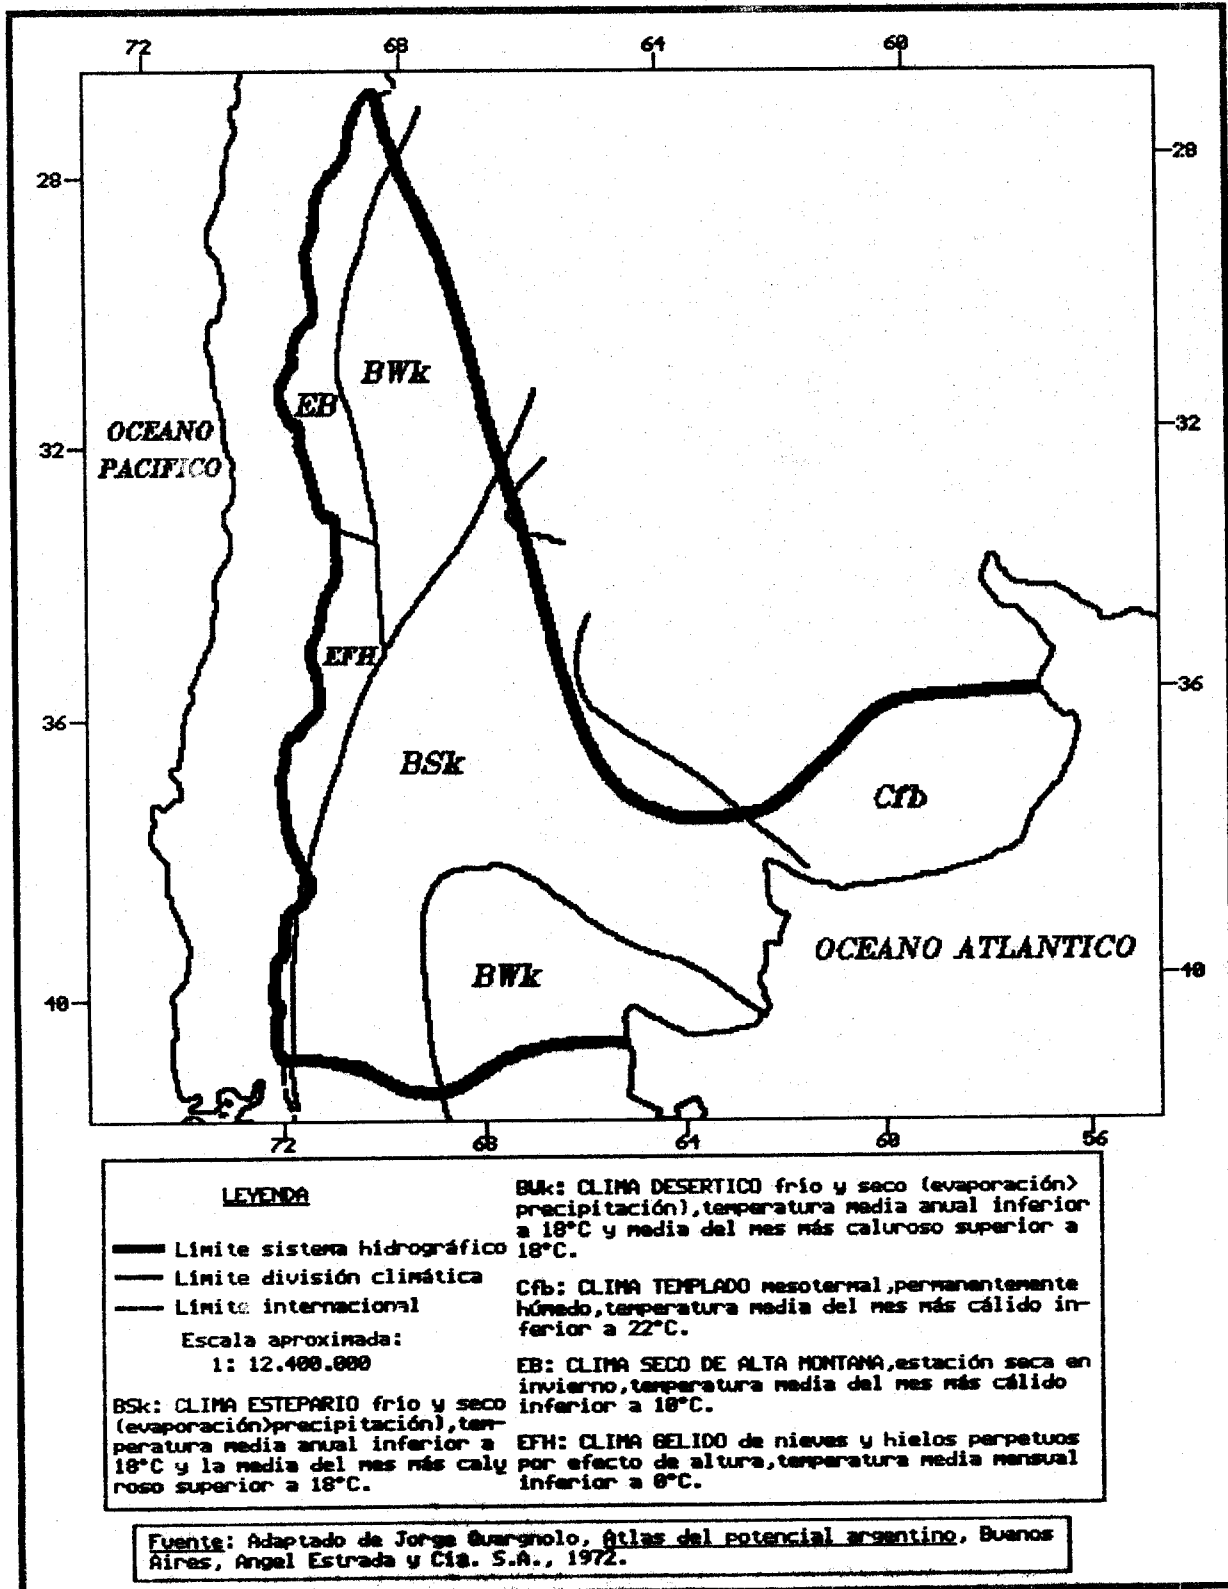 72 68 64 60
28
28
32
32
36
36
40
40
BWk
EB
OCEANO
PACIFICO
EFH
BSk
Cfb
OCEANO ATLANTICO
BWk
72 68 64 60 56
LEYENDA
Límite sistema hidrográfico
Límite división climática
Límite internacional
Escala aproximada:
1: 12.400.000
BSk: CLIMA ESTEPARIO frío y seco
(evaporación>precipitación),tem-
peratura media anual inferior a
18°C y la media del mes más calu
roso superior a 18°C.
BWk: CLIMA DESERTICO frío y seco (evaporación>
precipitación),temperatura media anual inferior
a 18°C y media del mes más caluroso superior a
18°C.
Cfb: CLIMA TEMPLADO mesotermal,permanentemente
húmedo,temperatura media del mes más cálido in-
ferior a 22°C.
EB: CLIMA SECO DE ALTA MONTANA,estación seca en
invierno,temperatura media del mes más cálido
inferior a 10°C.
EFH: CLIMA GELIDO de nieves y hielos perpetuos
por efecto de altura,temperatura media mensual
inferior a 0°C.
Fuente: Adaptado de Jorge Quargnolo, Atlas del potencial argentino, Buenos
Aires, Angel Estrada y Cía. S.A., 1972.